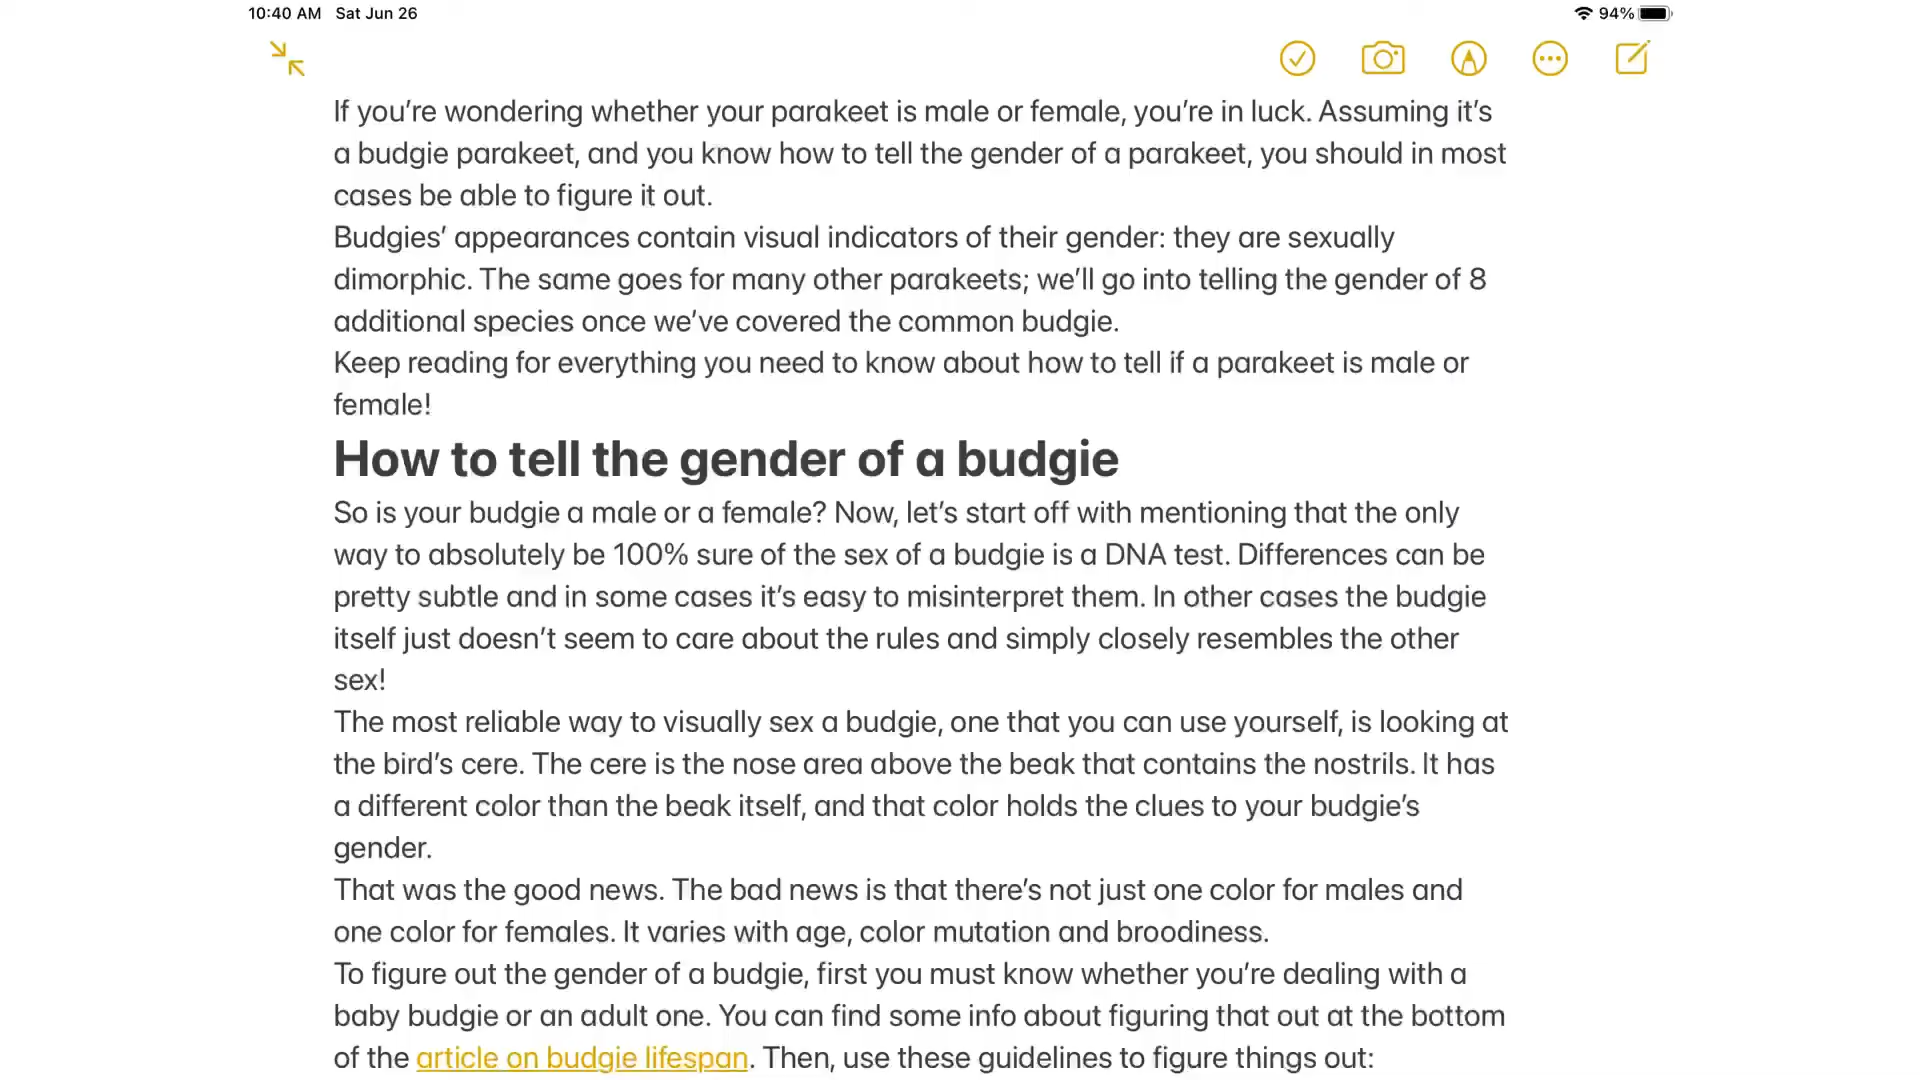 10:40 AM Sat Jun 26
94%
If you’re wondering whether your parakeet is male or female, you’re in luck. Assuming it’s
a budgie parakeet, and you know how to tell the gender of a parakeet, you should in most
cases be able to figure it out.
Budgies’ appearances contain visual indicators of their gender: they are sexually
dimorphic. The same goes for many other parakeets; we’ll go into telling the gender of 8
additional species once we’ve covered the common budgie.
Keep reading for everything you need to know about how to tell if a parakeet is male or
female!
How to tell the gender of a budgie
So is your budgie a male or a female? Now, let’s start off with mentioning that the only
way to absolutely be 100% sure of the sex of a budgie is a DNA test. Differences can be
pretty subtle and in some cases it’s easy to misinterpret them. In other cases the budgie
itself just doesn’t seem to care about the rules and simply closely resembles the other
sex!
The most reliable way to visually sex a budgie, one that you can use yourself, is looking at
the bird’s cere. The cere is the nose area above the beak that contains the nostrils. It has
a different color than the beak itself, and that color holds the clues to your budgie’s
gender.
That was the good news. The bad news is that there’s not just one color for males and
one color for females. It varies with age, color mutation and broodiness.
To figure out the gender of a budgie, first you must know whether you’re dealing with a
baby budgie or an adult one. You can find some info about figuring that out at the bottom
of the article on budgie lifespan. Then, use these guidelines to figure things out: